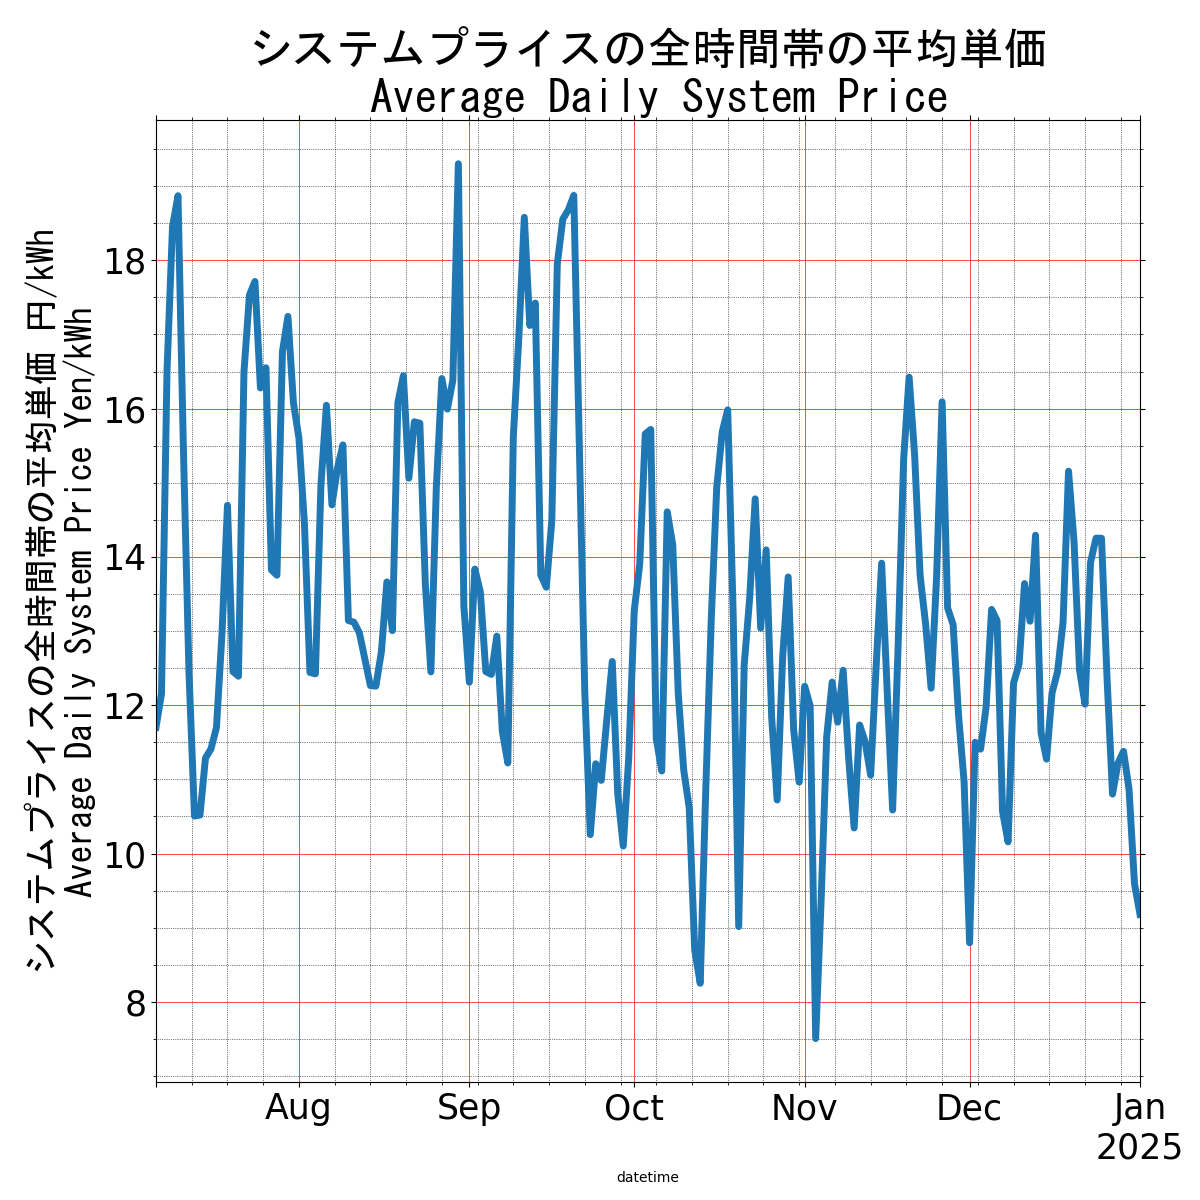 システムプライスの全時間帯の平均単価
Average Daily System Price
システムプライスの全時間帯の平均単価 円/kWh
Average Daily System Price Yen/kWh
18
16
14
12
10
8
Aug
Sep
Oct
Nov
Dec
Jan
2025
datetime